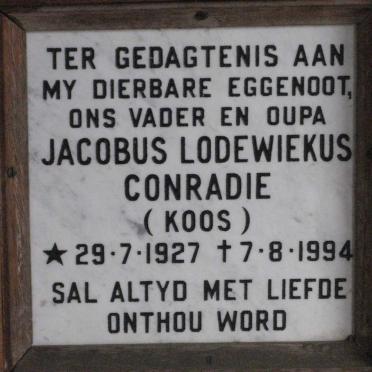 TER GEDAGTENIS AAN
MY DIERBARE EGGENOOT,
ONS VADER EN OUPA
JACOBUS LODEWIEKUS
CONRADIE
(KOOS)
★ 29·7·1927 ✝ 7·8·1994
SAL ALTYD MET LIEFDE
ONTHOU WORD